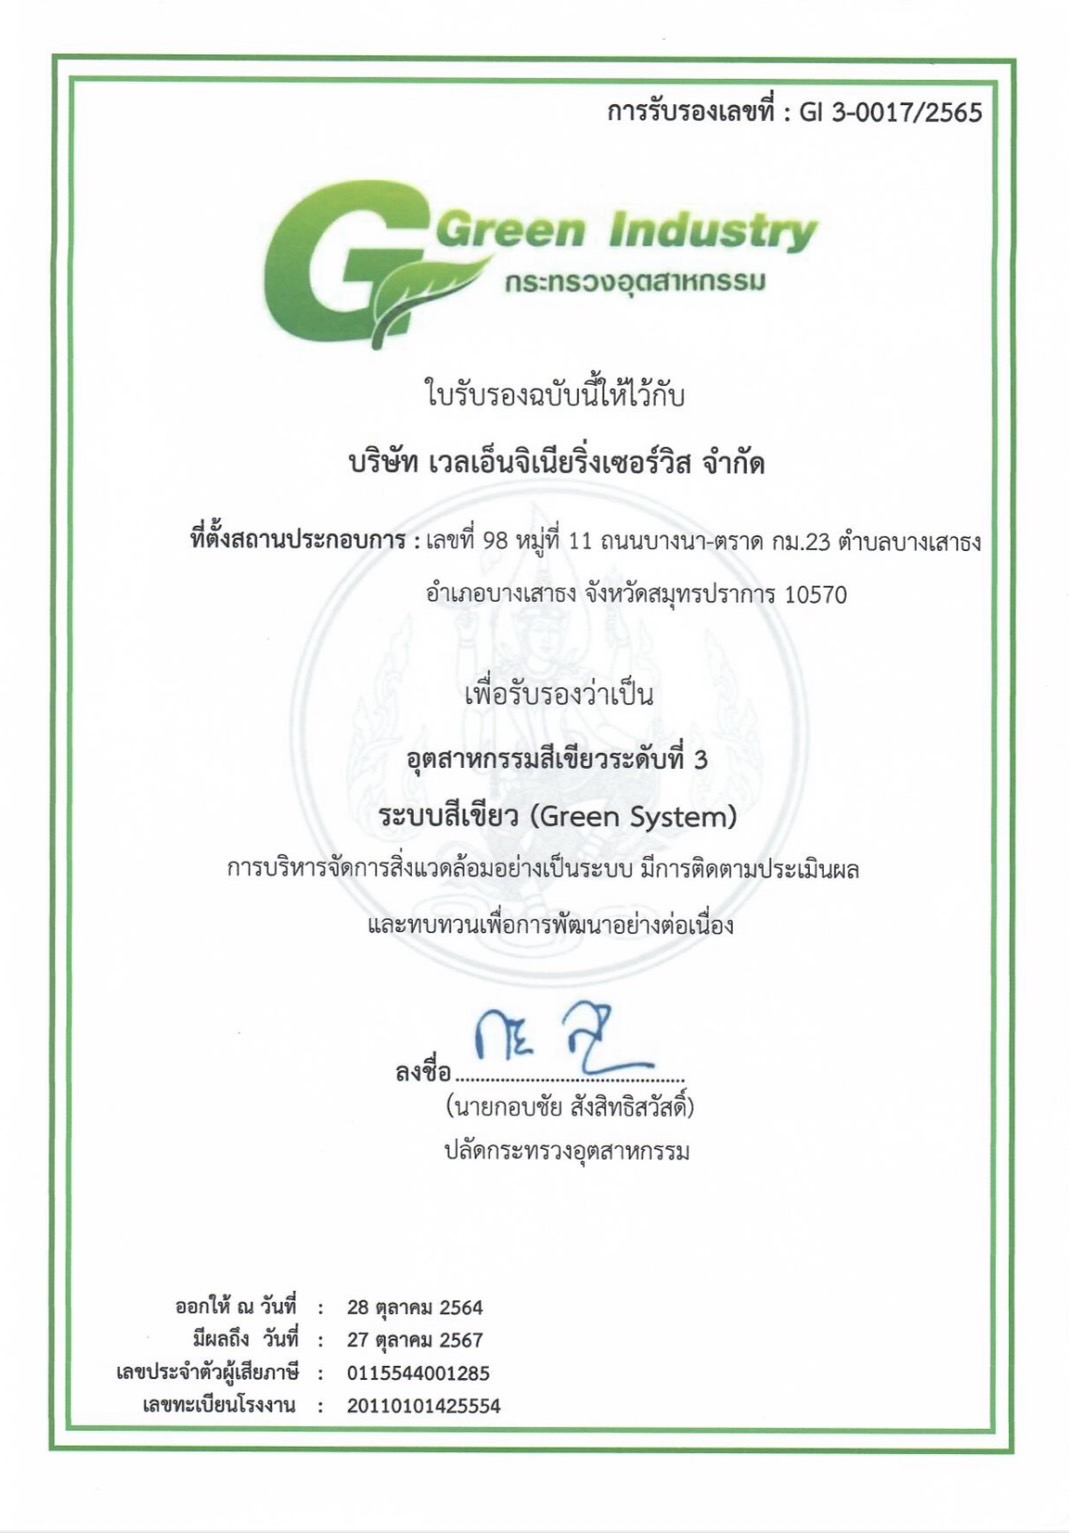 การรับรองเลขที่ : GI 3-0017/2565
Green Industry
กระทรวงอุตสาหกรรม
ใบรับรองฉบับนี้ให้ไว้กับ
บริษัท เวลเอ็นจิเนียริ่งเซอร์วิส จำกัด
ที่ตั้งสถานประกอบการ : เลขที่ 98 หมู่ที่ 11 ถนนบางนา-ตราด กม.23 ตำบลบางเสาธง
อำเภอบางเสาธง จังหวัดสมุทรปราการ 10570
เพื่อรับรองว่าเป็น
อุตสาหกรรมสีเขียวระดับที่ 3
ระบบสีเขียว (Green System)
การบริหารจัดการสิ่งแวดล้อมอย่างเป็นระบบ มีการติดตามประเมินผล
และทบทวนเพื่อการพัฒนาอย่างต่อเนื่อง
ลงชื่อ
(นายกอบชัย สังสิทธิสวัสดิ์)
ปลัดกระทรวงอุตสาหกรรม
ออกให้ ณ วันที่ : 28 ตุลาคม 2564
มีผลถึง วันที่ : 27 ตุลาคม 2567
เลขประจำตัวผู้เสียภาษี : 0115544001285
เลขทะเบียนโรงงาน : 20110101425554